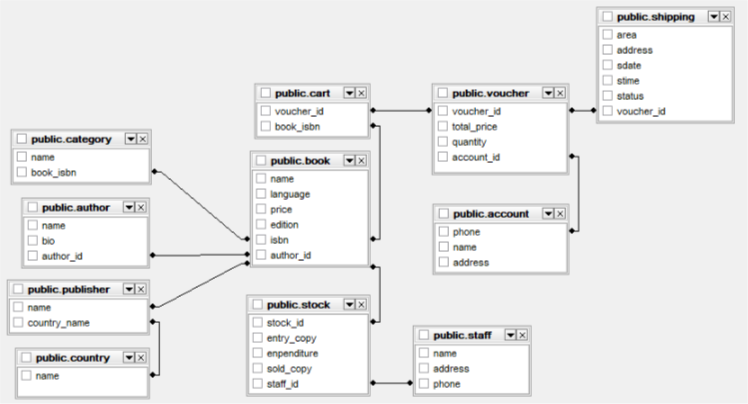 public.shipping
area
address
sdate
stime
status
voucher_id
public.cart
voucher_id
book_isbn
public.voucher
voucher_id
total_price
quantity
account_id
public.category
name
book_isbn
public.book
name
language
price
edition
isbn
author_id
public.author
name
bio
author_id
public.account
phone
name
address
public.publisher
name
country_name
public.stock
stock_id
entry_copy
enpenditure
sold_copy
staff_id
public.staff
name
address
phone
public.country
name